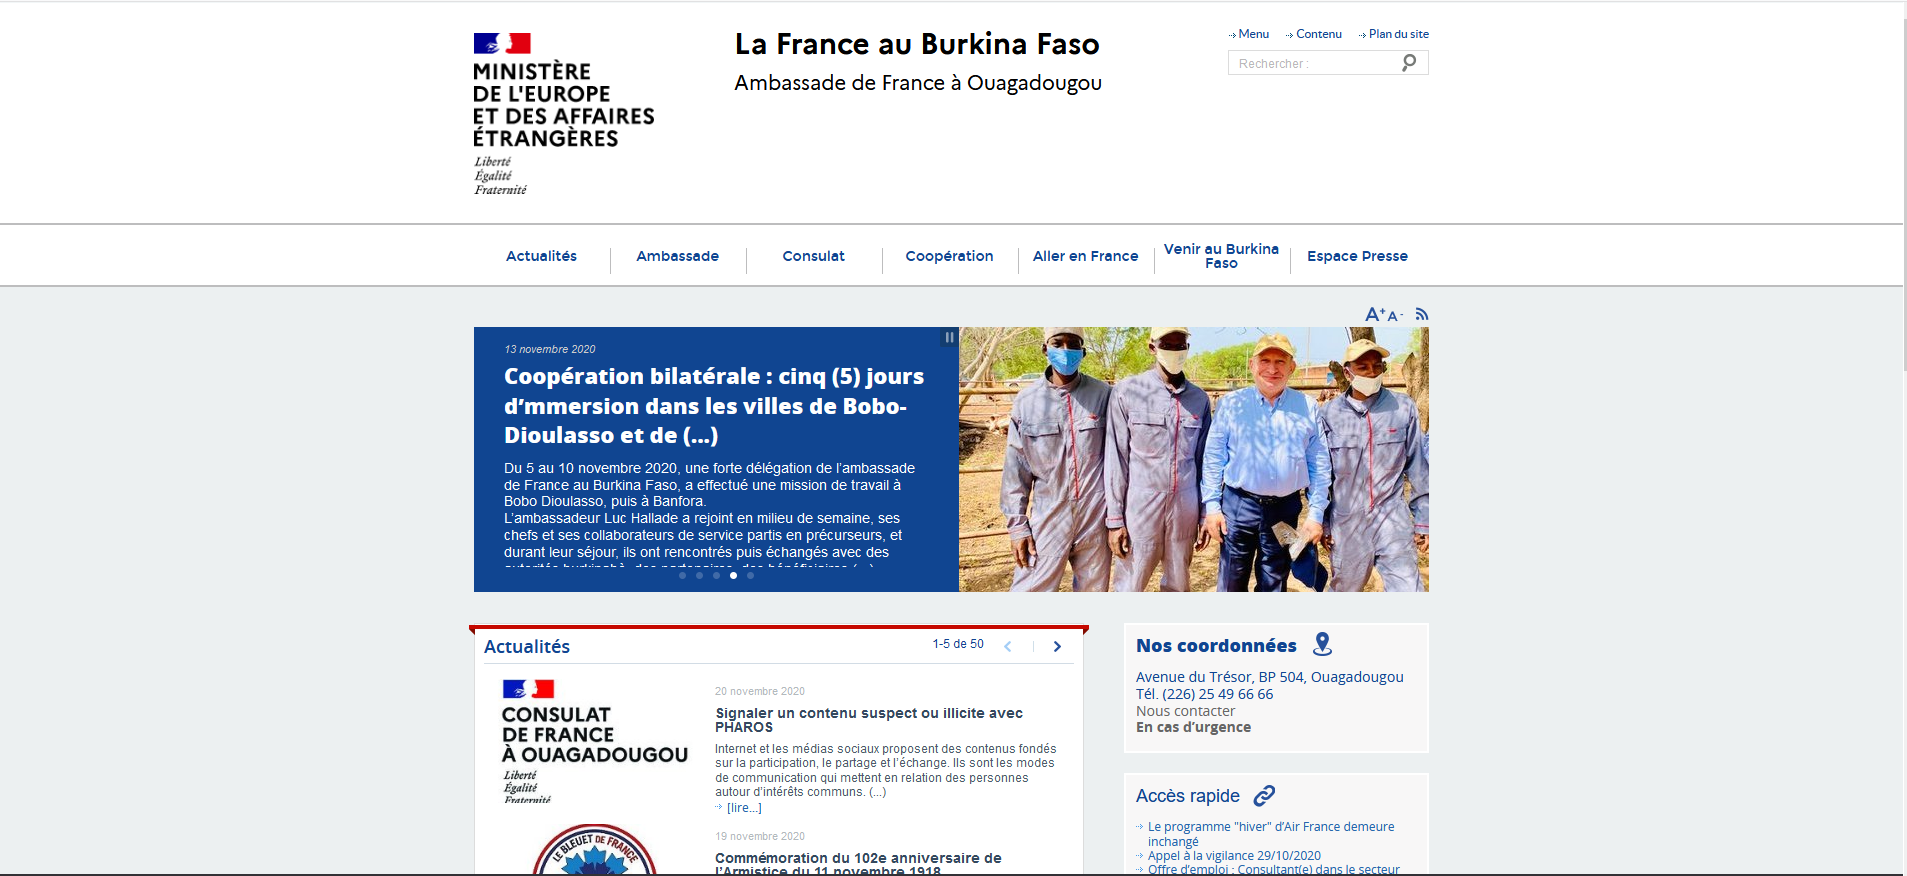 MINISTÈRE
DE L'EUROPE
ET DES AFFAIRES
ÉTRANGÈRES
Liberté
Égalité
Fraternité
La France au Burkina Faso
Ambassade de France à Ouagadougou
Menu
Contenu
Plan du site
Rechercher :
Actualités
Ambassade
Consulat
Coopération
Aller en France
Venir au Burkina
Faso
Espace Presse
A+ A-
13 novembre 2020
Coopération bilatérale : cinq (5) jours
d’mmersion dans les villes de Bobo-
Dioulasso et de (...)
Du 5 au 10 novembre 2020, une forte délégation de l’ambassade
de France au Burkina Faso, a effectué une mission de travail à
Bobo Dioulasso, puis à Banfora.
L’ambassadeur Luc Hallade a rejoint en milieu de semaine, ses
chefs et ses collaborateurs de service partis en précurseurs, et
durant leur séjour, ils ont rencontrés puis échangés avec des
autorités burkinabè, des partenaires, des bénéficiaires (...)
Actualités
1-5 de 50
CONSULAT
DE FRANCE
À OUAGADOUGOU
Liberté
Égalité
Fraternité
20 novembre 2020
Signaler un contenu suspect ou illicite avec
PHAROS
Internet et les médias sociaux proposent des contenus fondés
sur la participation, le partage et l’échange. Ils sont les modes
de communication qui mettent en relation des personnes
autour d’intérêts communs. (...)
[lire...]
LE BLEUET DE FRANCE
19 novembre 2020
Commémoration du 102e anniversaire de
l’Armistice du 11 novembre 1918
Nos coordonnées
Avenue du Trésor, BP 504, Ouagadougou
Tél. (226) 25 49 66 66
Nous contacter
En cas d’urgence
Accès rapide
Le programme "hiver" d’Air France demeure
inchangé
Appel à la vigilance 29/10/2020
Offre d’emploi : Consultant(e) dans le secteur